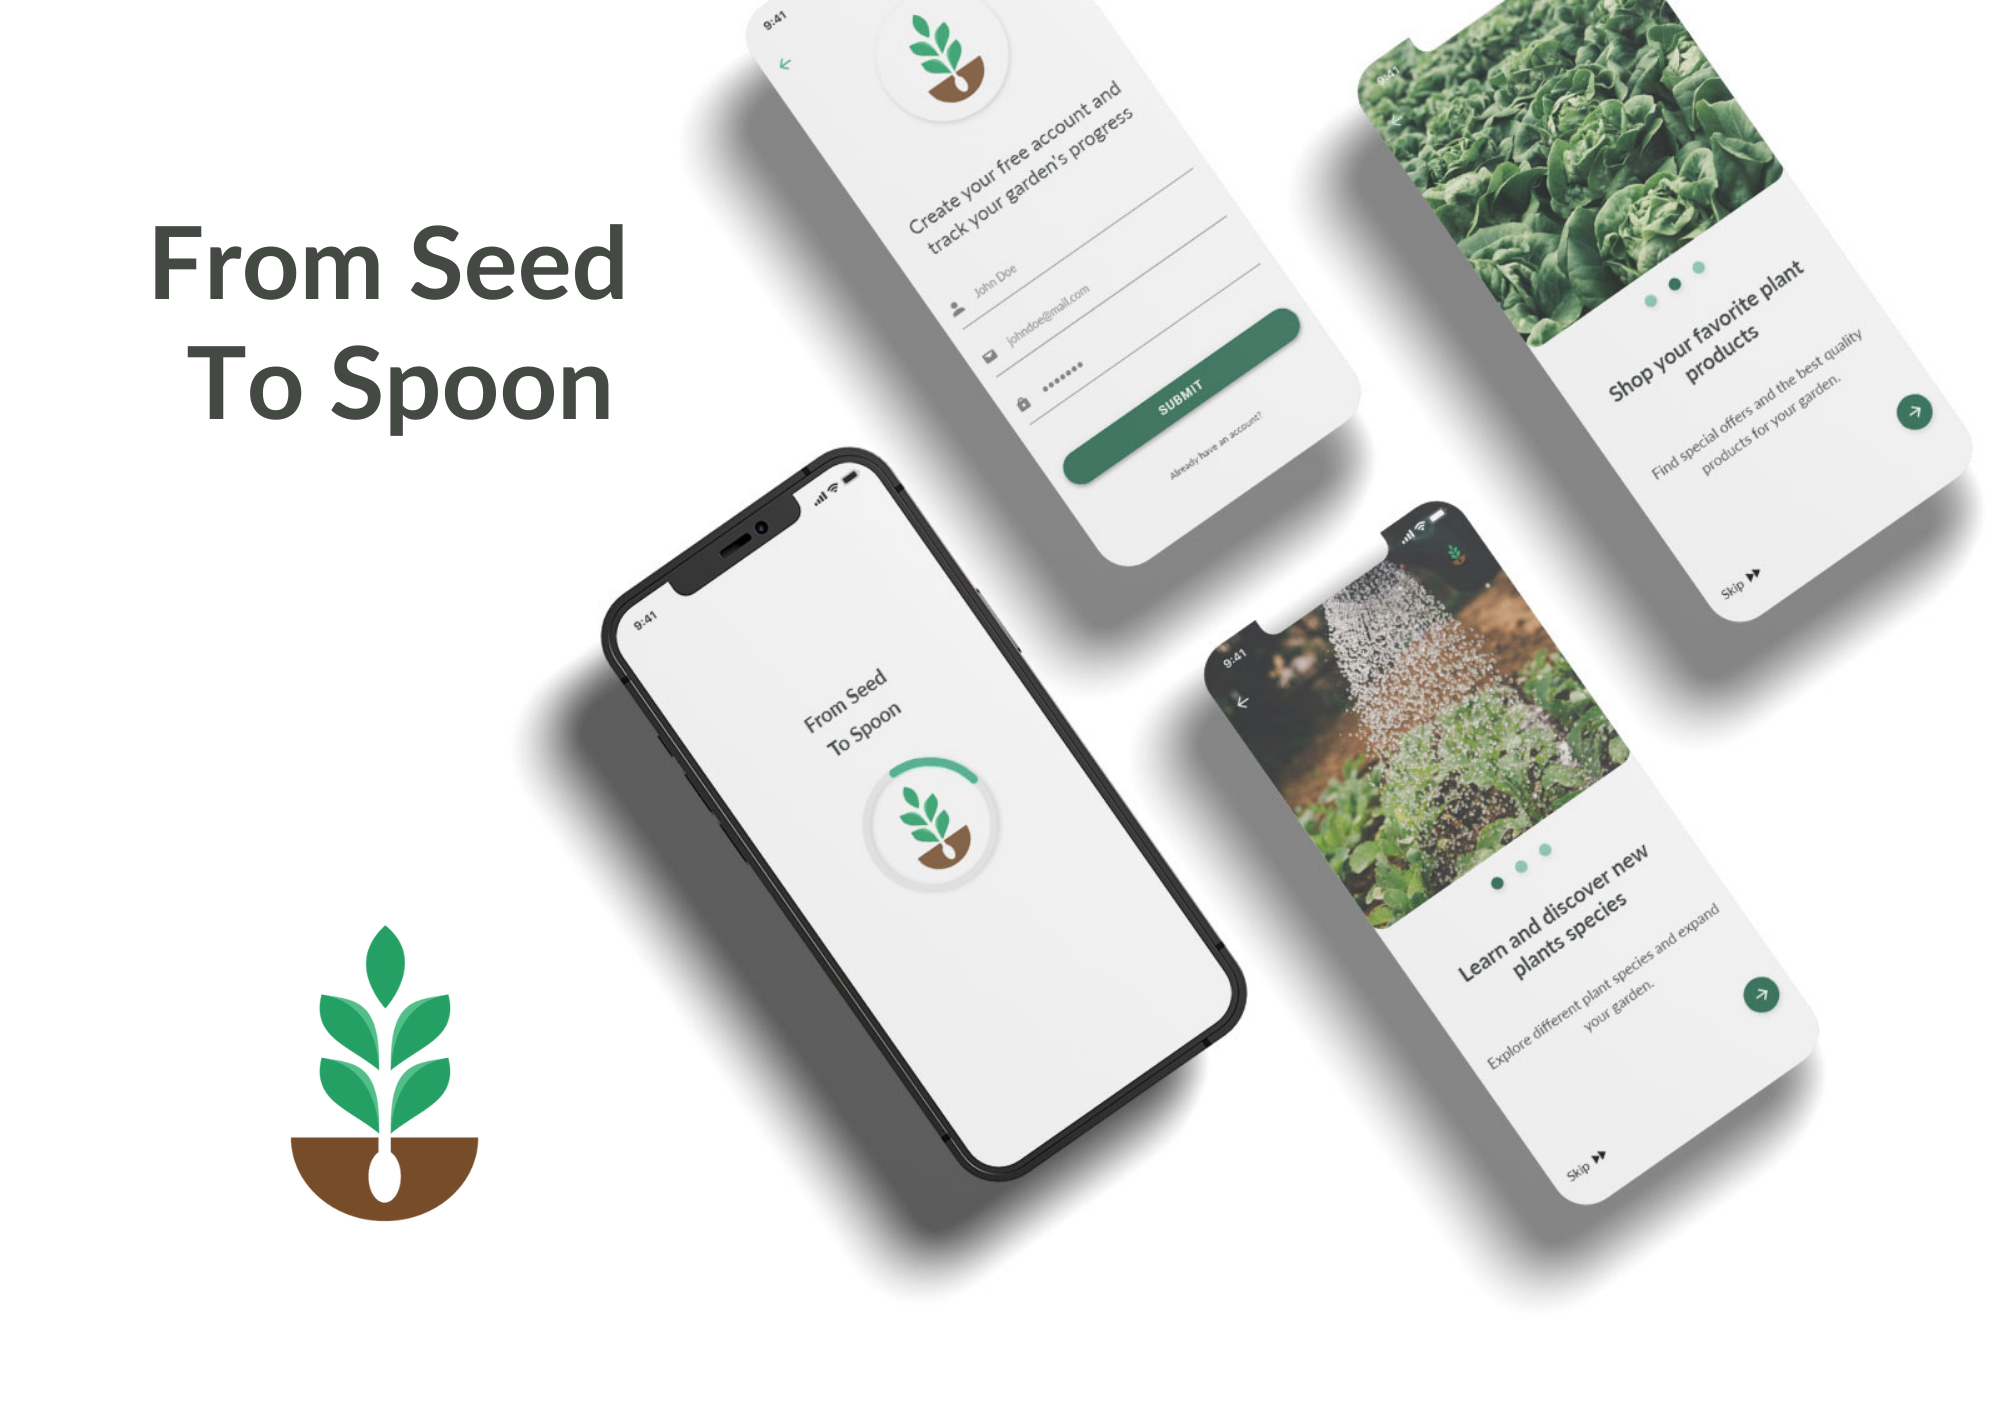 From Seed
To Spoon
9:41
Create your free account and
track your garden's progress
John Doe
johndoe@mail.com
SUBMIT
Already have an account?
9:41
Shop your favorite plant
products
Find special offers and the best quality
products for your garden.
Skip
9:41
From Seed
To Spoon
9:41
Learn and discover new
plants species
Explore different plant species and expand
your garden.
Skip